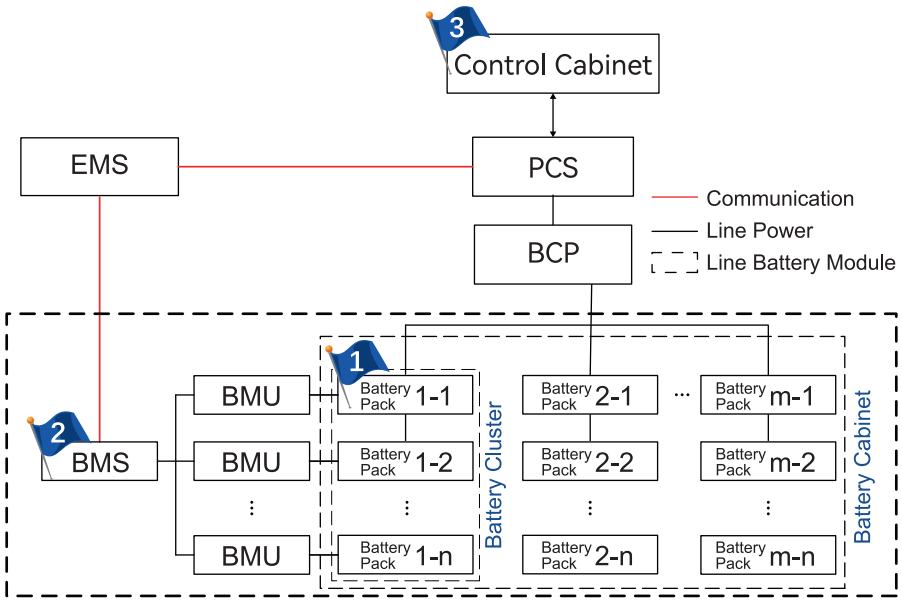 3
Control Cabinet
EMS
PCS
Communication
Line Power
BCP
Line Battery Module
1
BMU
Battery
Pack 1-1
Battery
Pack 2-1
...
Battery
Pack m-1
2
BMS
BMU
Battery
Pack 1-2
Battery
Pack 2-2
Battery
Pack m-2
Battery Cluster
Battery Cabinet
...
...
...
...
BMU
Battery
Pack 1-n
Battery
Pack 2-n
Battery
Pack m-n